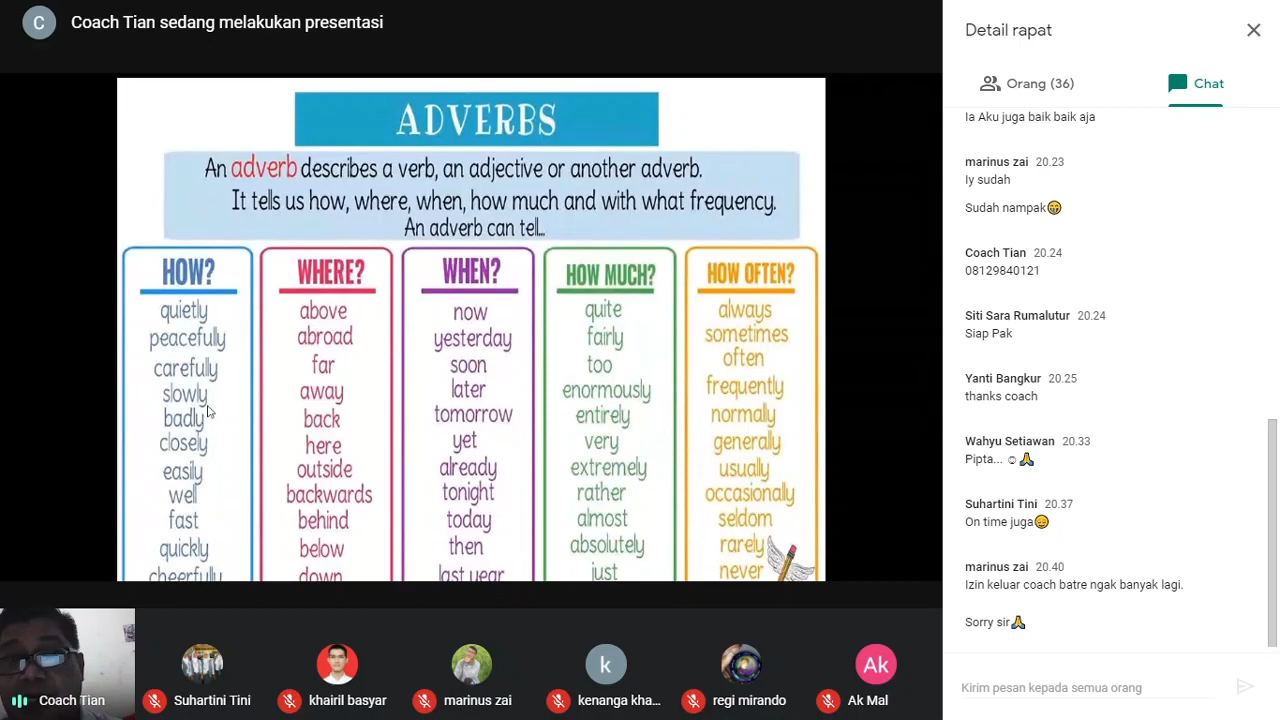 C
Coach Tian sedang melakukan presentasi
ADVERBS
An adverb describes a verb, an adjective or another adverb.
It tells us how, where, when, how much and with what frequency.
An adverb can tell...
HOW?
quietly
peacefully
carefully
slowly
badly
closely
easily
well
fast
quickly
cheerfully
WHERE?
above
abroad
far
away
back
here
outside
backwards
behind
below
down
WHEN?
now
yesterday
soon
later
tomorrow
yet
already
tonight
today
then
last year
HOW MUCH?
quite
fairly
too
enormously
entirely
very
extremely
rather
almost
absolutely
just
HOW OFTEN?
always
sometimes
often
frequently
normally
generally
usually
occasionally
seldom
rarely
never
Coach Tian
Suhartini Tini
khairil basyar
marinus zai
k
kenanga kha...
regi mirando
Ak
Ak Mal
Detail rapat
Orang (36)
Chat
Ia Aku juga baik baik aja
marinus zai 20.23
Iy sudah
Sudah nampak😁
Coach Tian 20.24
08129840121
Siti Sara Rumalutur 20.24
Siap Pak
Yanti Bangkur 20.25
thanks coach
Wahyu Setiawan 20.33
Pipta... ☺🙏
Suhartini Tini 20.37
On time juga😄
marinus zai 20.40
Izin keluar coach batre ngak banyak lagi.
Sorry sir🙏
Kirim pesan kepada semua orang